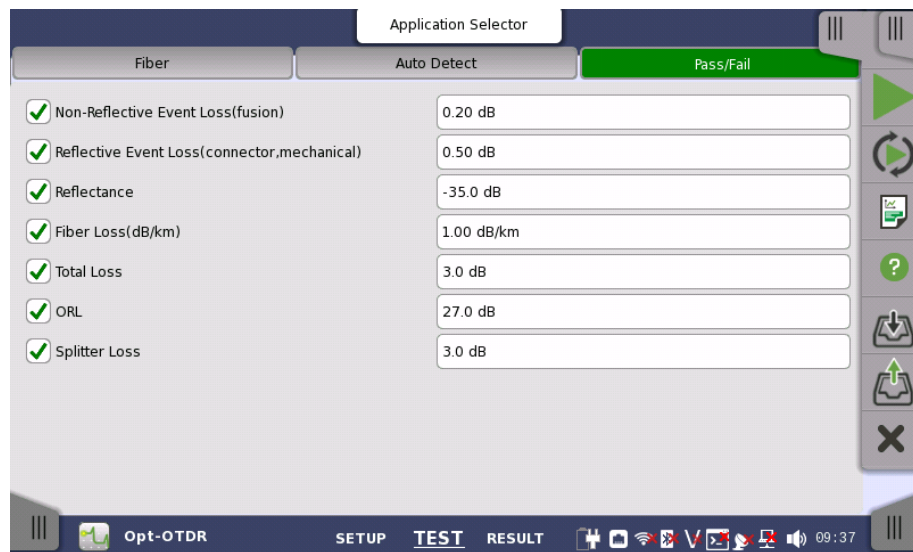 Application Selector
Fiber Auto Detect Pass/Fail
Non-Reflective Event Loss(fusion) 0.20 dB
Reflective Event Loss(connector,mechanical) 0.50 dB
Reflectance -35.0 dB
Fiber Loss(dB/km) 1.00 dB/km
Total Loss 3.0 dB
ORL 27.0 dB
Splitter Loss 3.0 dB
Opt-OTDR SETUP TEST RESULT 09:37